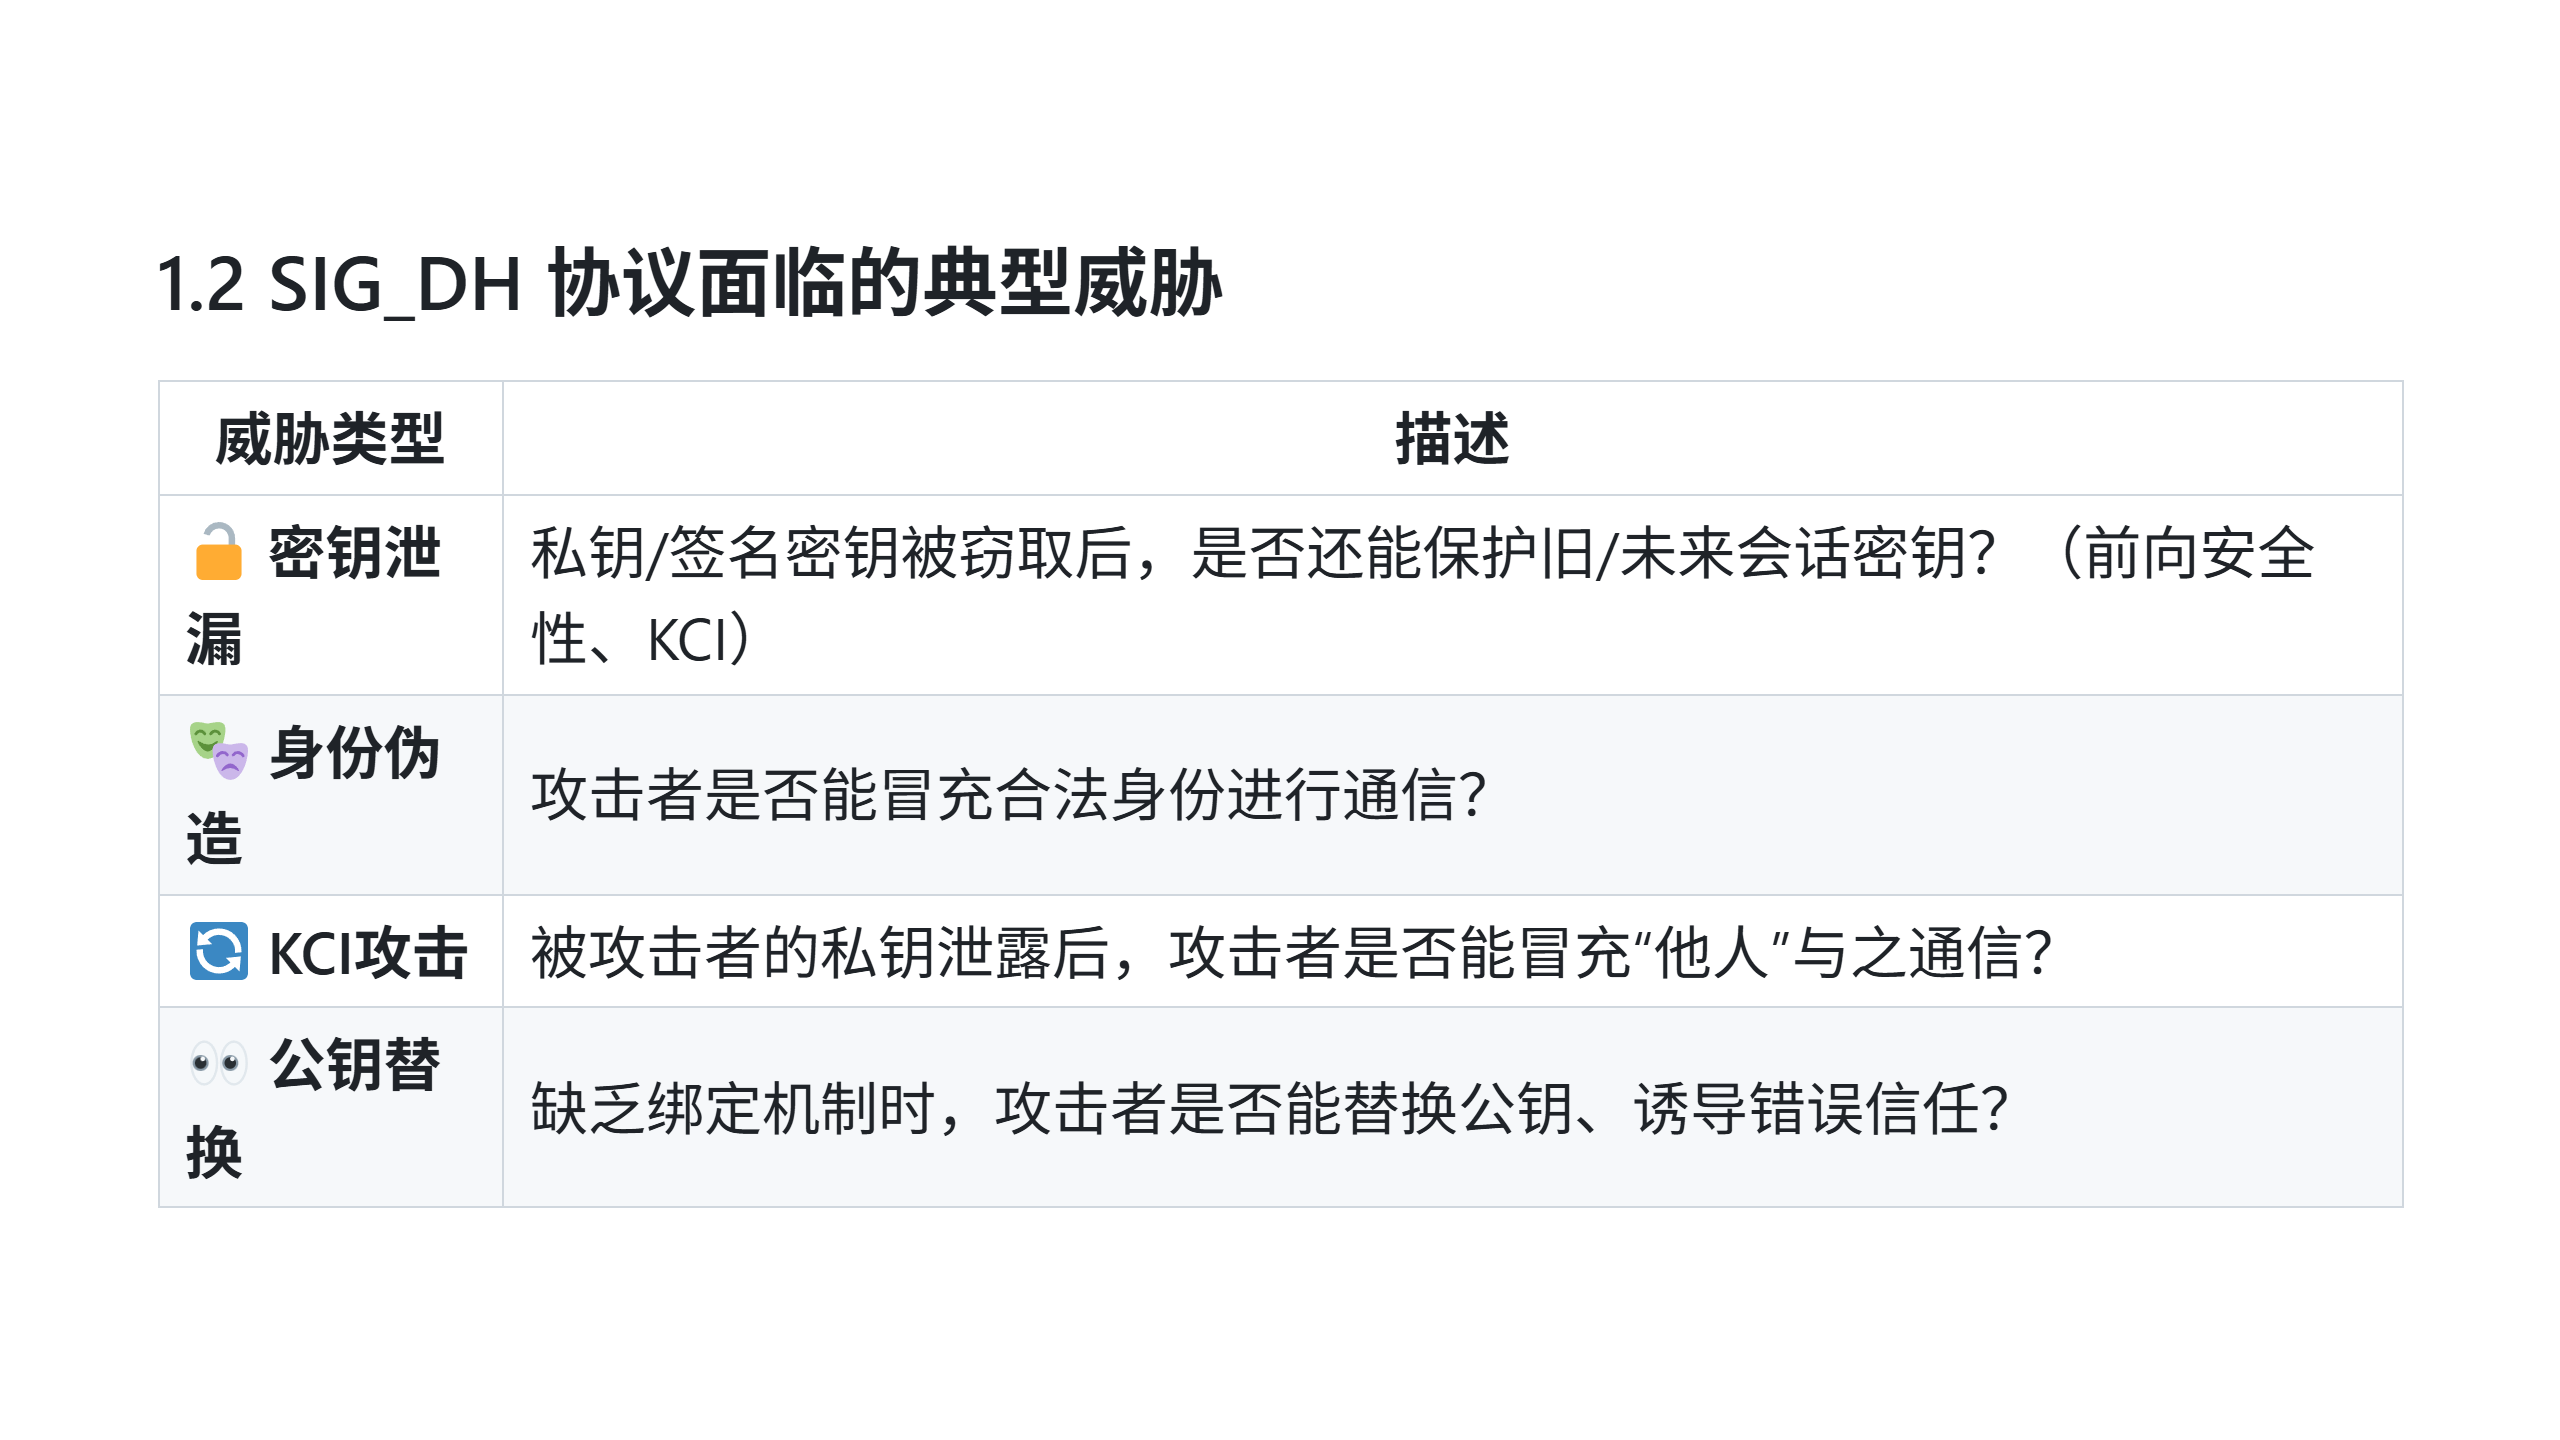 1.2 SIG_DH 协议面临的典型威胁
威胁类型
描述
🔓 密钥泄
漏
私钥/签名密钥被窃取后，是否还能保护旧/未来会话密钥？（前向安全
性、KCI）
🎭 身份伪
造
攻击者是否能冒充合法身份进行通信？
🔄 KCI攻击
被攻击者的私钥泄露后，攻击者是否能冒充“他人”与之通信？
👀 公钥替
换
缺乏绑定机制时，攻击者是否能替换公钥、诱导错误信任？